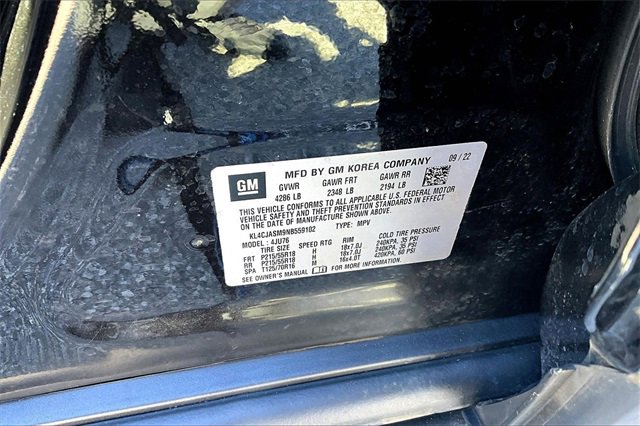 GM
MFD BY GM KOREA COMPANY 09/22
GVWR GAWR FRT GAWR RR
4286 LB 2348 LB 2194 LB
THIS VEHICLE CONFORMS TO ALL APPLICABLE U.S. FEDERAL MOTOR
VEHICLE SAFETY AND THEFT PREVENTION STANDARDS IN EFFECT
ON THE DATE OF MANUFACTURE SHOWN ABOVE.
KL4CJASM9NB559102 TYPE: MPV
MODEL: 4JU76
TIRE SIZE SPEED RTG RIM COLD TIRE PRESSURE
FRT P215/55R18 H 18x7.0J 240KPA, 35 PSI
RR P215/55R18 H 18x7.0J 240KPA, 35 PSI
SPA T125/70R16 M 16x4.0T 420KPA, 60 PSI
SEE OWNER'S MANUAL FOR MORE INFORMATION.